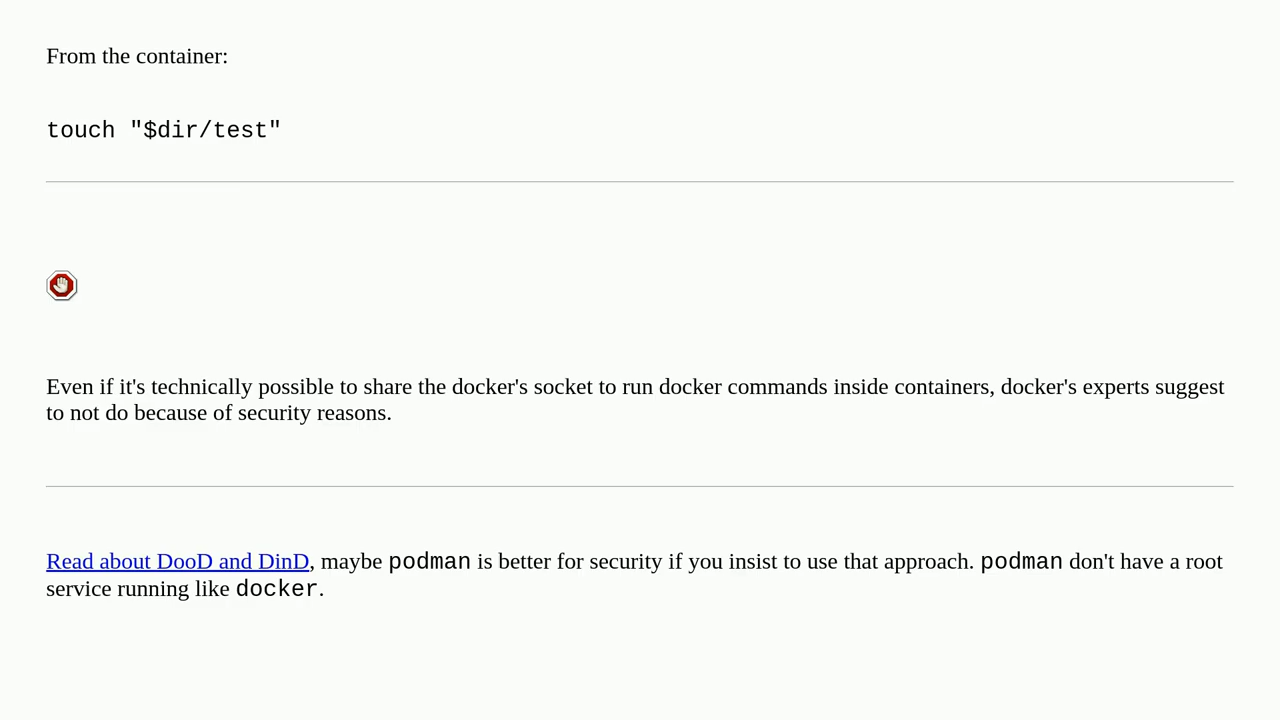 From the container:
touch "$dir/test"
Even if it's technically possible to share the docker's socket to run docker commands inside containers, docker's experts suggest
to not do because of security reasons.
Read about DooD and DinD, maybe podman is better for security if you insist to use that approach. podman don't have a root
service running like docker.